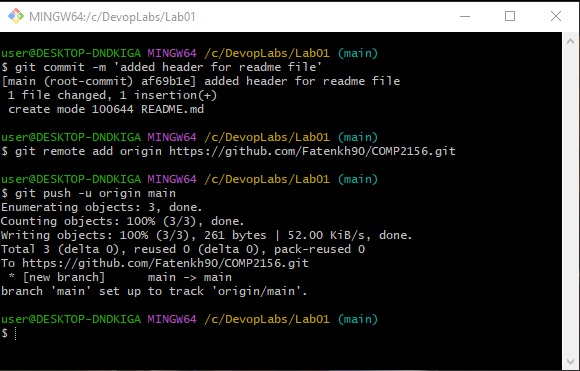 MINGW64:/c/DevopLabs/Lab01
user@DESKTOP-DNDKIGA MINGW64 /c/DevopLabs/Lab01 (main)
$ git commit -m 'added header for readme file'
[main (root-commit) af69b1e] added header for readme file
 1 file changed, 1 insertion(+)
 create mode 100644 README.md
user@DESKTOP-DNDKIGA MINGW64 /c/DevopLabs/Lab01 (main)
$ git remote add origin https://github.com/Fatenkh90/COMP2156.git
user@DESKTOP-DNDKIGA MINGW64 /c/DevopLabs/Lab01 (main)
$ git push -u origin main
Enumerating objects: 3, done.
Counting objects: 100% (3/3), done.
Writing objects: 100% (3/3), 261 bytes | 52.00 KiB/s, done.
Total 3 (delta 0), reused 0 (delta 0), pack-reused 0
To https://github.com/Fatenkh90/COMP2156.git
 * [new branch]      main -> main
branch 'main' set up to track 'origin/main'.
user@DESKTOP-DNDKIGA MINGW64 /c/DevopLabs/Lab01 (main)
$